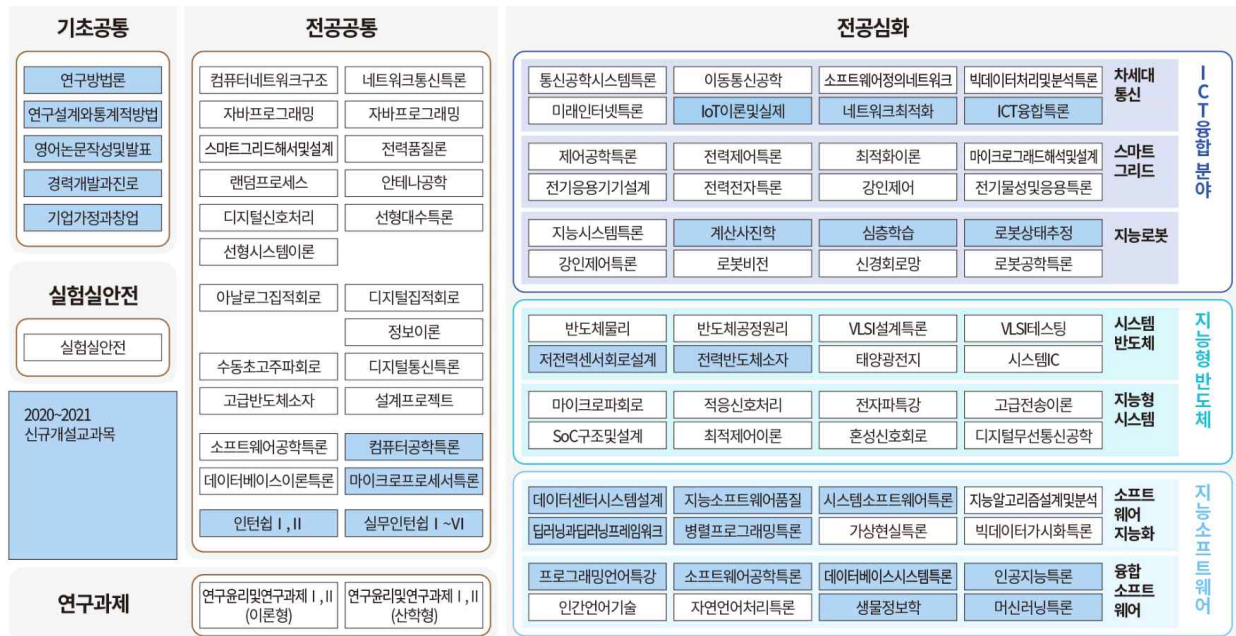 기초공통
연구방법론
연구설계와통계적방법
영어논문작성및발표
경력개발과진로
기업가정과창업
실험실안전
실험실안전
2020~2021
신규개설교과목
전공공통
컴퓨터네트워크구조 네트워크통신특론
자바프로그래밍 자바프로그래밍
스마트그리드해서및설계 전력품질론
랜덤프로세스 안테나공학
디지털신호처리 선형대수특론
선형시스템이론
아날로그집적회로 디지털집적회로
정보이론
수동초고주파회로 디지털통신특론
고급반도체소자 설계프로젝트
소프트웨어공학특론 컴퓨터공학특론
데이터베이스이론특론 마이크로프로세서특론
인턴쉽 Ⅰ,Ⅱ 실무인턴쉽 Ⅰ~Ⅵ
연구과제
연구윤리및연구과제Ⅰ,Ⅱ 연구윤리및연구과제Ⅰ,Ⅱ
(이론형) (산학형)
전공심화
통신공학시스템특론 이동통신공학 소프트웨어정의네트워크 빅데이터처리및분석특론 차세대
통신
미래인터넷특론 IoT이론및실제 네트워크최적화 ICT융합특론
제어공학특론 전력제어특론 최적화이론 마이크로그래드해석및설계 스마트
그리드
전기응용기기설계 전력전자특론 강인제어 전기물성및응용특론
지능시스템특론 계산사진학 심층학습 로봇상태추정 지능로봇
강인제어특론 로봇비전 신경회로망 로봇공학특론
ICT융합 분야
반도체물리 반도체공정원리 VLSI설계특론 VLSI테스팅 시스템
반도체
저전력센서회로설계 전력반도체소자 태양광전지 시스템IC
마이크로파회로 적응신호처리 전자파특강 고급전송이론 지능형
시스템
SoC구조및설계 최적제어이론 혼성신호회로 디지털무선통신공학
지능형 반도체
데이터센터시스템설계 지능소프트웨어품질 시스템소프트웨어특론 지능알고리즘설계및분석 소프트
웨어
지능화
딥러닝과딥러닝프레임워크 병렬프로그래밍특론 가상현실특론 빅데이터가시화특론
프로그래밍언어특강 소프트웨어공학특론 데이터베이스시스템특론 인공지능특론 융합
소프트
웨어
인간언어기술 자연언어처리특론 생물정보학 머신러닝특론
지능소프트웨어